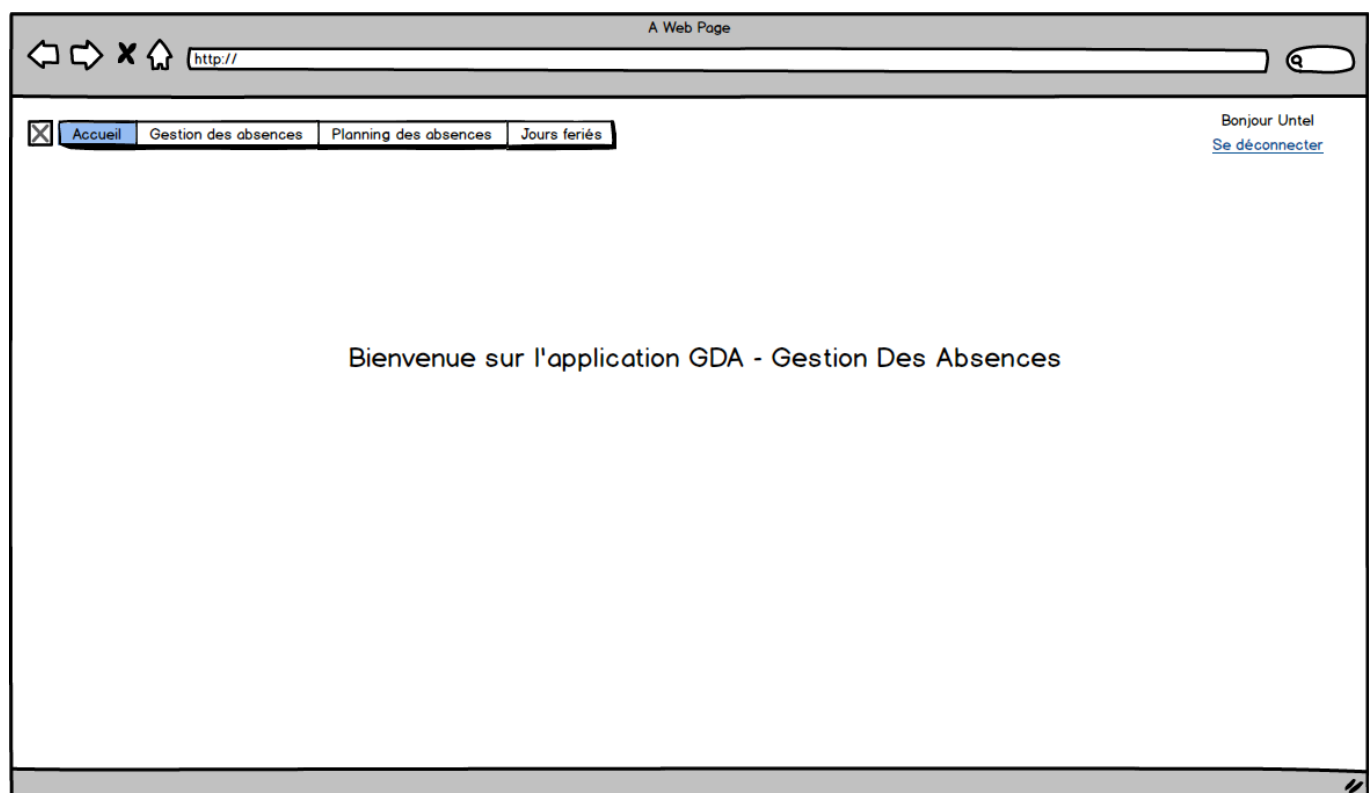 A Web Page
http://
Accueil Gestion des absences Planning des absences Jours feriés
Bonjour Untel
Se déconnecter
Bienvenue sur l'application GDA - Gestion Des Absences